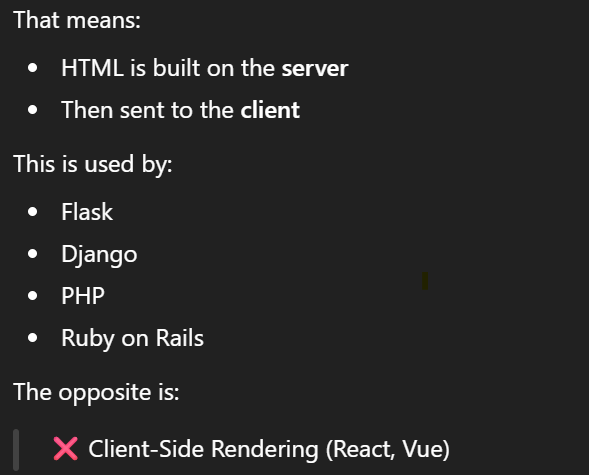 That means:
• HTML is built on the server
• Then sent to the client
This is used by:
• Flask
• Django
• PHP
• Ruby on Rails
The opposite is:
❌ Client-Side Rendering (React, Vue)